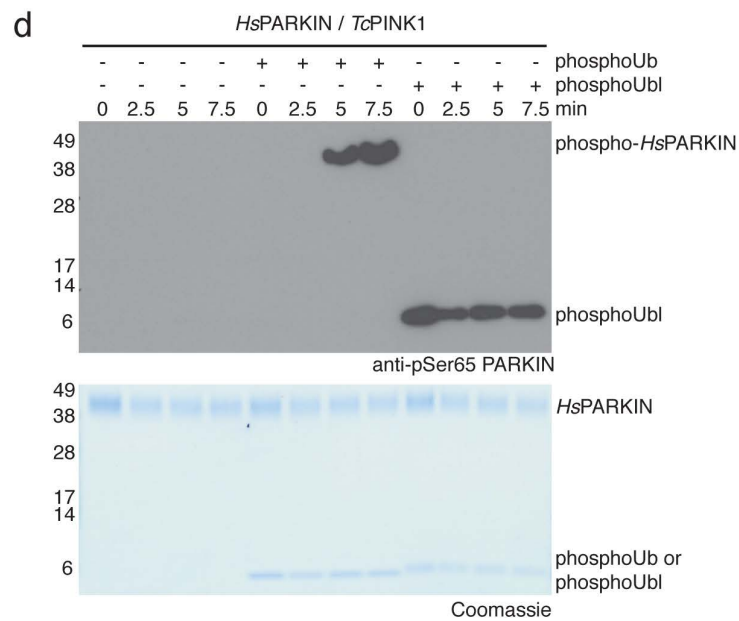 d
HsPARKIN / TcPINK1
- - - - + + + + - - - - phosphoUb
- - - - - - - - + + + + phosphoUbl
0 2.5 5 7.5 0 2.5 5 7.5 0 2.5 5 7.5 min
49
38
28
17
14
6
phospho-HsPARKIN
phosphoUbl
anti-pSer65 PARKIN
49
38
28
17
14
6
HsPARKIN
phosphoUb or
phosphoUbl
Coomassie